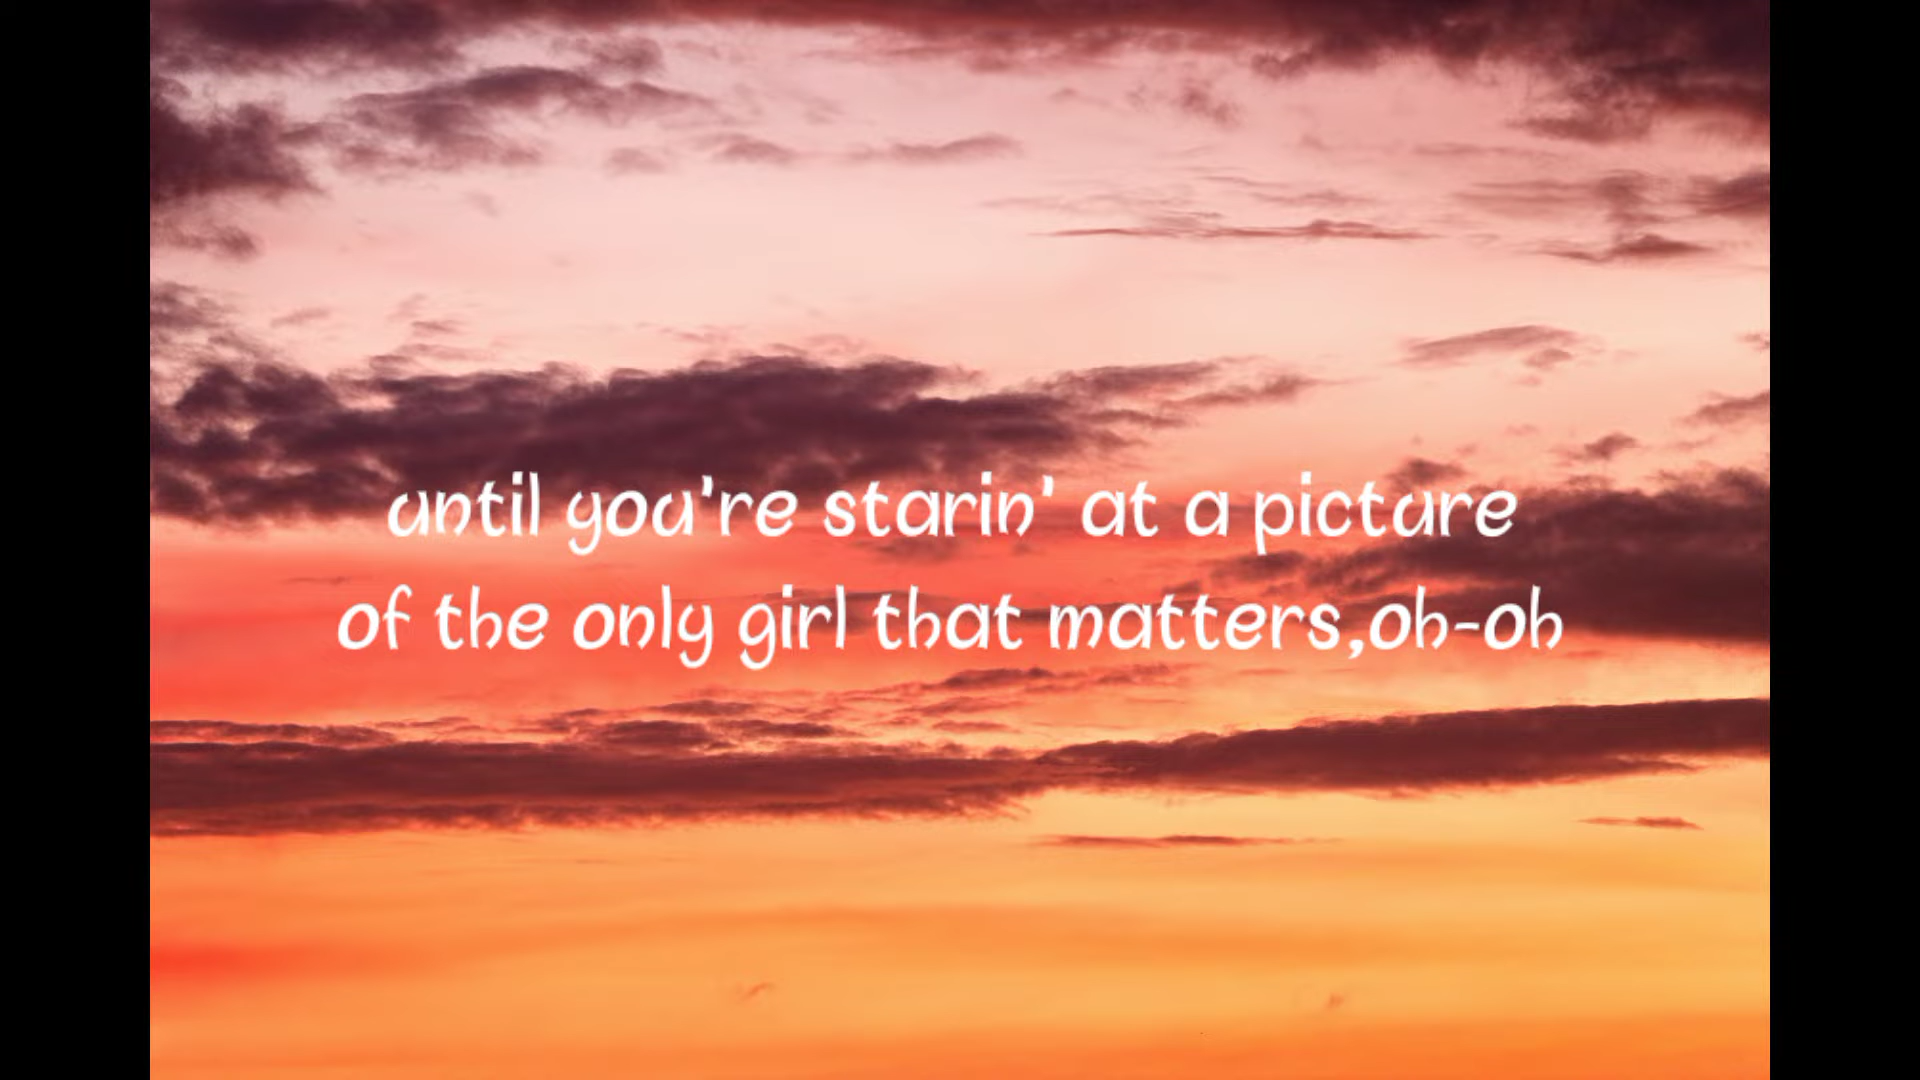 until you're starin' at a picture
of the only girl that matters,oh-oh